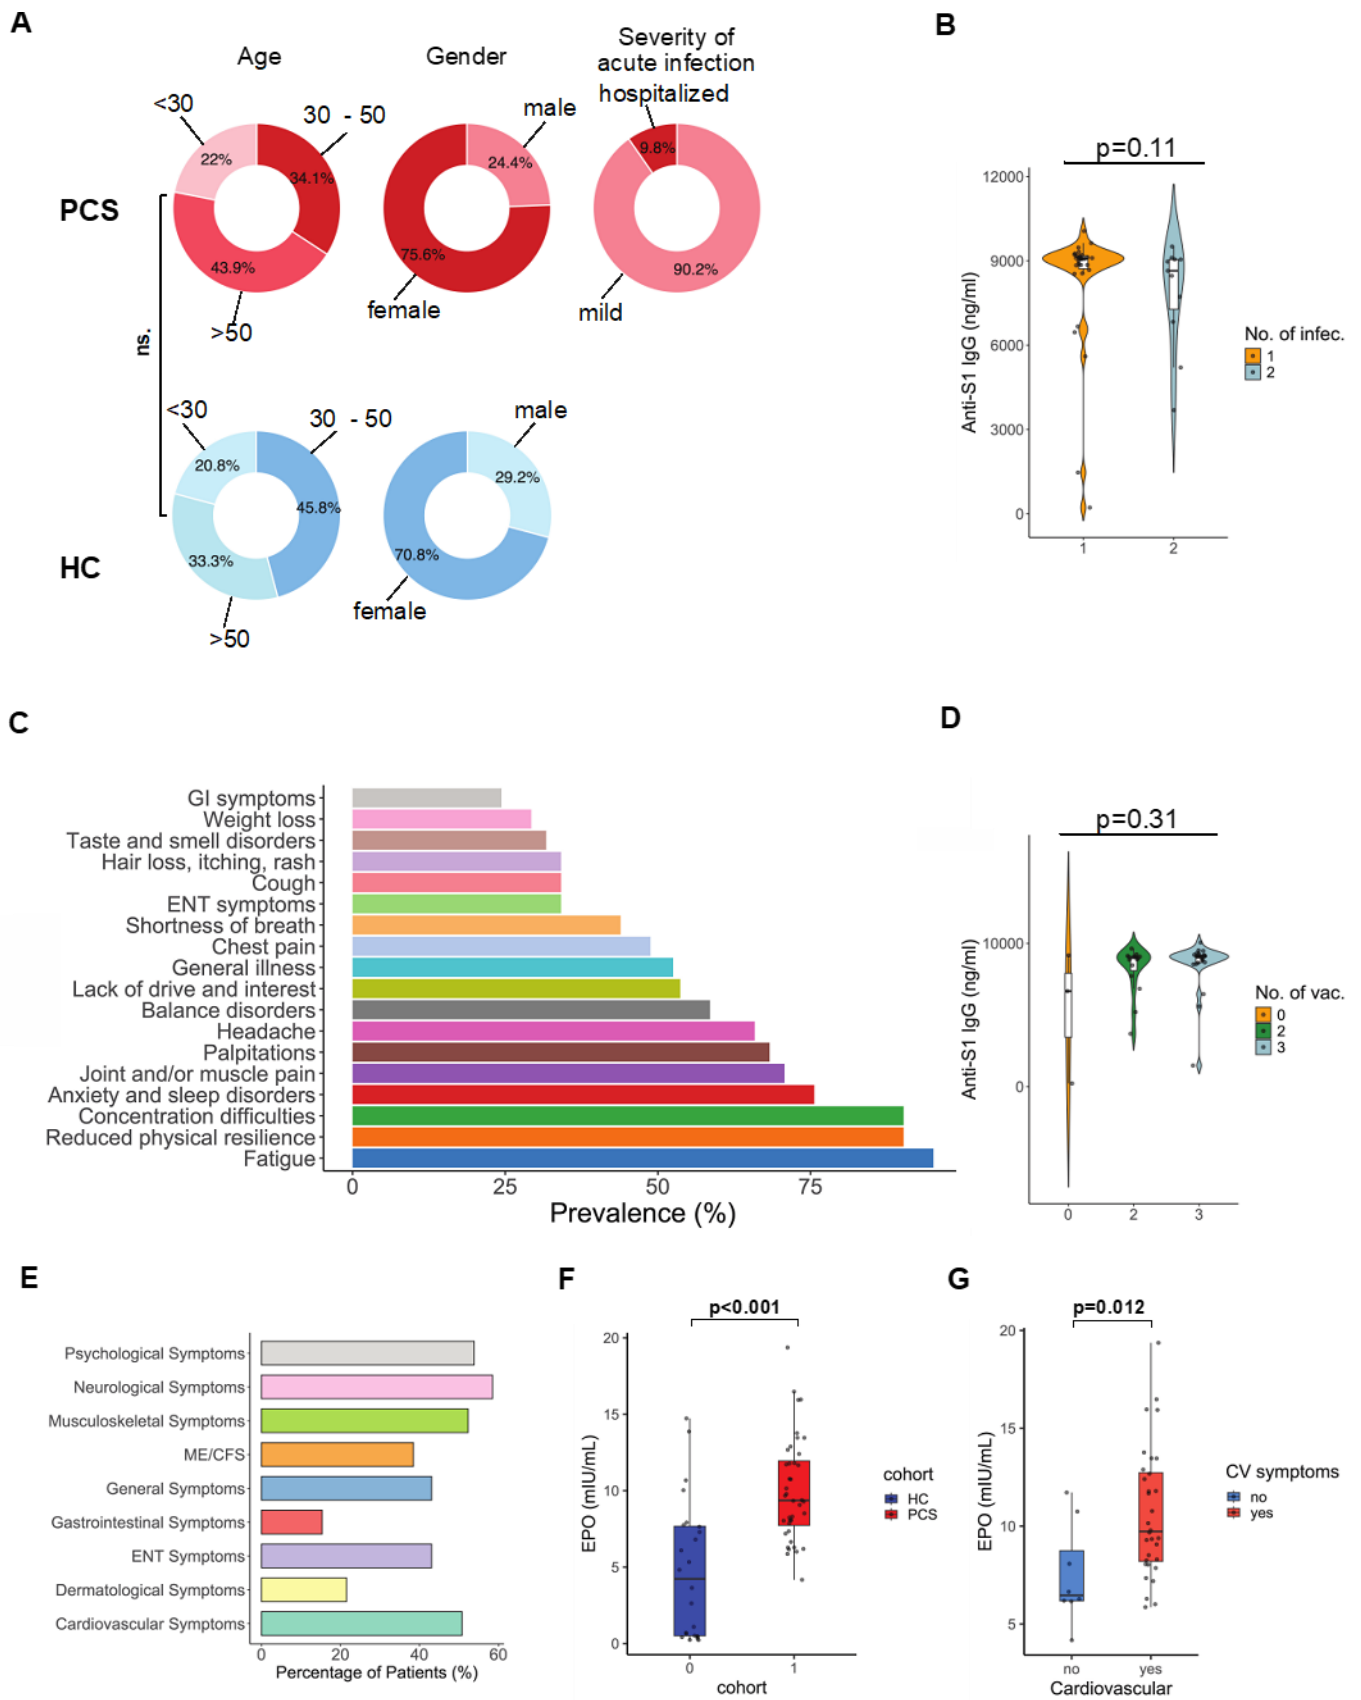 A
Age
Gender
Severity of
acute infection
hospitalized
<30
30 - 50
male
22%
34.1%
24.4%
9.8%
PCS
43.9%
75.6%
90.2%
>50
female
mild
ns.
<30
30 - 50
male
20.8%
45.8%
29.2%
33.3%
70.8%
HC
>50
female
B
p=0.11
12000
9000
6000
3000
0
Anti-S1 IgG (ng/ml)
1
2
No. of infec.
1
2
C
GI symptoms
Weight loss
Taste and smell disorders
Hair loss, itching, rash
Cough
ENT symptoms
Shortness of breath
Chest pain
General illness
Lack of drive and interest
Balance disorders
Headache
Palpitations
Joint and/or muscle pain
Anxiety and sleep disorders
Concentration difficulties
Reduced physical resilience
Fatigue
0
25
50
75
Prevalence (%)
D
p=0.31
10000
0
Anti-S1 IgG (ng/ml)
0
2
3
No. of vac.
0
2
3
E
Psychological Symptoms
Neurological Symptoms
Musculoskeletal Symptoms
ME/CFS
General Symptoms
Gastrointestinal Symptoms
ENT Symptoms
Dermatological Symptoms
Cardiovascular Symptoms
0
20
40
60
Percentage of Patients (%)
F
p<0.001
20
15
10
5
0
EPO (mIU/mL)
0
1
cohort
cohort
HC
PCS
G
p=0.012
20
15
10
5
EPO (mIU/mL)
no
yes
Cardiovascular
CV symptoms
no
yes